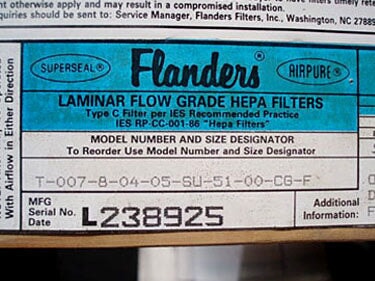 timely rete
t otherwise and may result in a compromised installation.
quiries should be sent to: Service Manager, Flanders Filters, Inc., Washington, NC 27889
SUPERSEAL® Flanders® AIRPURE®
LAMINAR FLOW GRADE HEPA FILTERS
Type C Filter per IES Recommended Practice
IES RP-CC-001-86 "Hepa Filters"
MODEL NUMBER AND SIZE DESIGNATOR
To Reorder Use Model Number and Size Designator
T-007-8-04-05-SU-51-00-CG-F
MFG
Serial No. L238925
Date
Additional
Information:
with Airflow in Either Direction